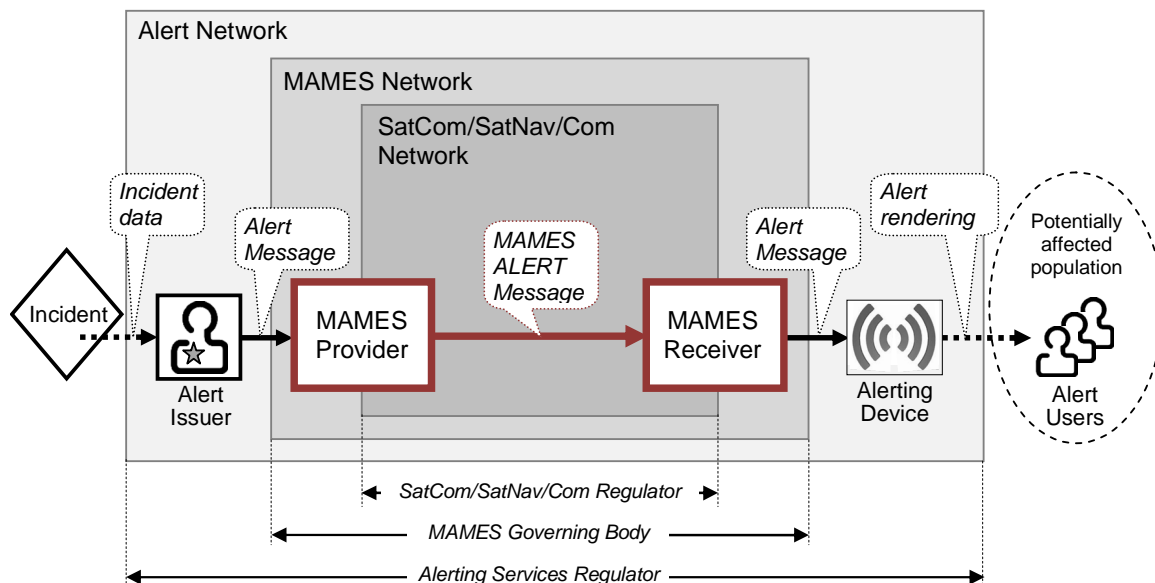 Alert Network
MAMES Network
SatCom/SatNav/Com
Network
Incident
data
Alert
Message
MAMES
ALERT
Message
Alert
Message
Alert
rendering
Potentially
affected
population
Incident
MAMES
Provider
MAMES
Receiver
Alert
Issuer
Alerting
Device
Alert
Users
SatCom/SatNav/Com Regulator
MAMES Governing Body
Alerting Services Regulator